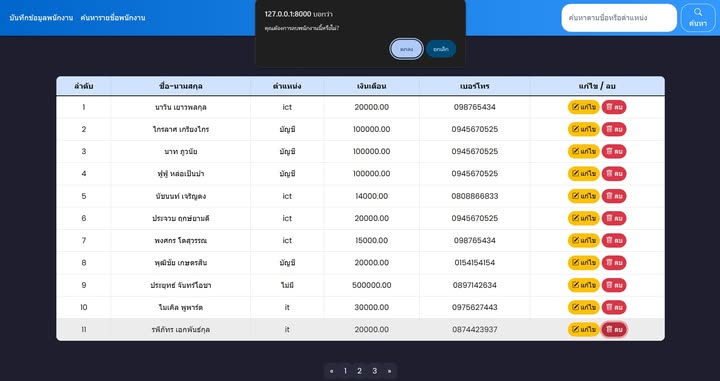 บันทึกข้อมูลพนักงาน ค้นหารายชื่อพนักงาน
127.0.0.1:8000 บอกว่า
คุณต้องการลบพนักงานนี้หรือไม่?
ตกลง ยกเลิก
ค้นหาตามชื่อหรือตำแหน่ง
ค้นหา
ลำดับ ชื่อ-นามสกุล ตำแหน่ง เงินเดือน เบอร์โทร แก้ไข / ลบ
1 นาวิน เยาวพลกุล ict 20000.00 098765434 แก้ไข ลบ
2 ไกรลาศ เกรียงไกร บัญชี 100000.00 0945670525 แก้ไข ลบ
3 นาท ภูวนัย บัญชี 100000.00 0945670525 แก้ไข ลบ
4 ฟู่ฟู่ หล่อเป็นบ้า บัญชี 100000.00 0945670525 แก้ไข ลบ
5 นัชนนท์ เจริญดง ict 14000.00 0808866833 แก้ไข ลบ
6 ประจวบ ฤกษ์ยามดี ict 20000.00 0945670525 แก้ไข ลบ
7 พงศกร โตสุวรรณ ict 15000.00 098765434 แก้ไข ลบ
8 พุฒิชัย เกษตรสิน บัญชี 20000.00 0154154154 แก้ไข ลบ
9 ประยุทธ์ จันทร์โอชา ไม่มี 500000.00 0897142634 แก้ไข ลบ
10 ไมเคิล พูพาร์ต it 30000.00 0975627443 แก้ไข ลบ
11 รพีภัทร เอกพันธ์กุล it 20000.00 0874423937 แก้ไข ลบ
« 1 2 3 »